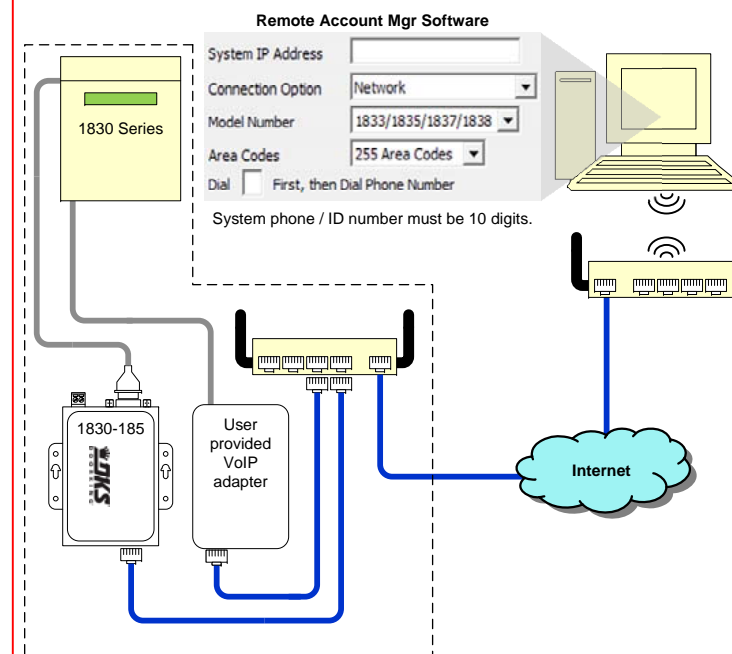 Remote Account Mgr Software
System IP Address
Connection Option Network
Model Number 1833/1835/1837/1838
Area Codes 255 Area Codes
Dial First, then Dial Phone Number
System phone / ID number must be 10 digits.
1830 Series
1830-185
DKS
DOORKING
User
provided
VoIP
adapter
Internet